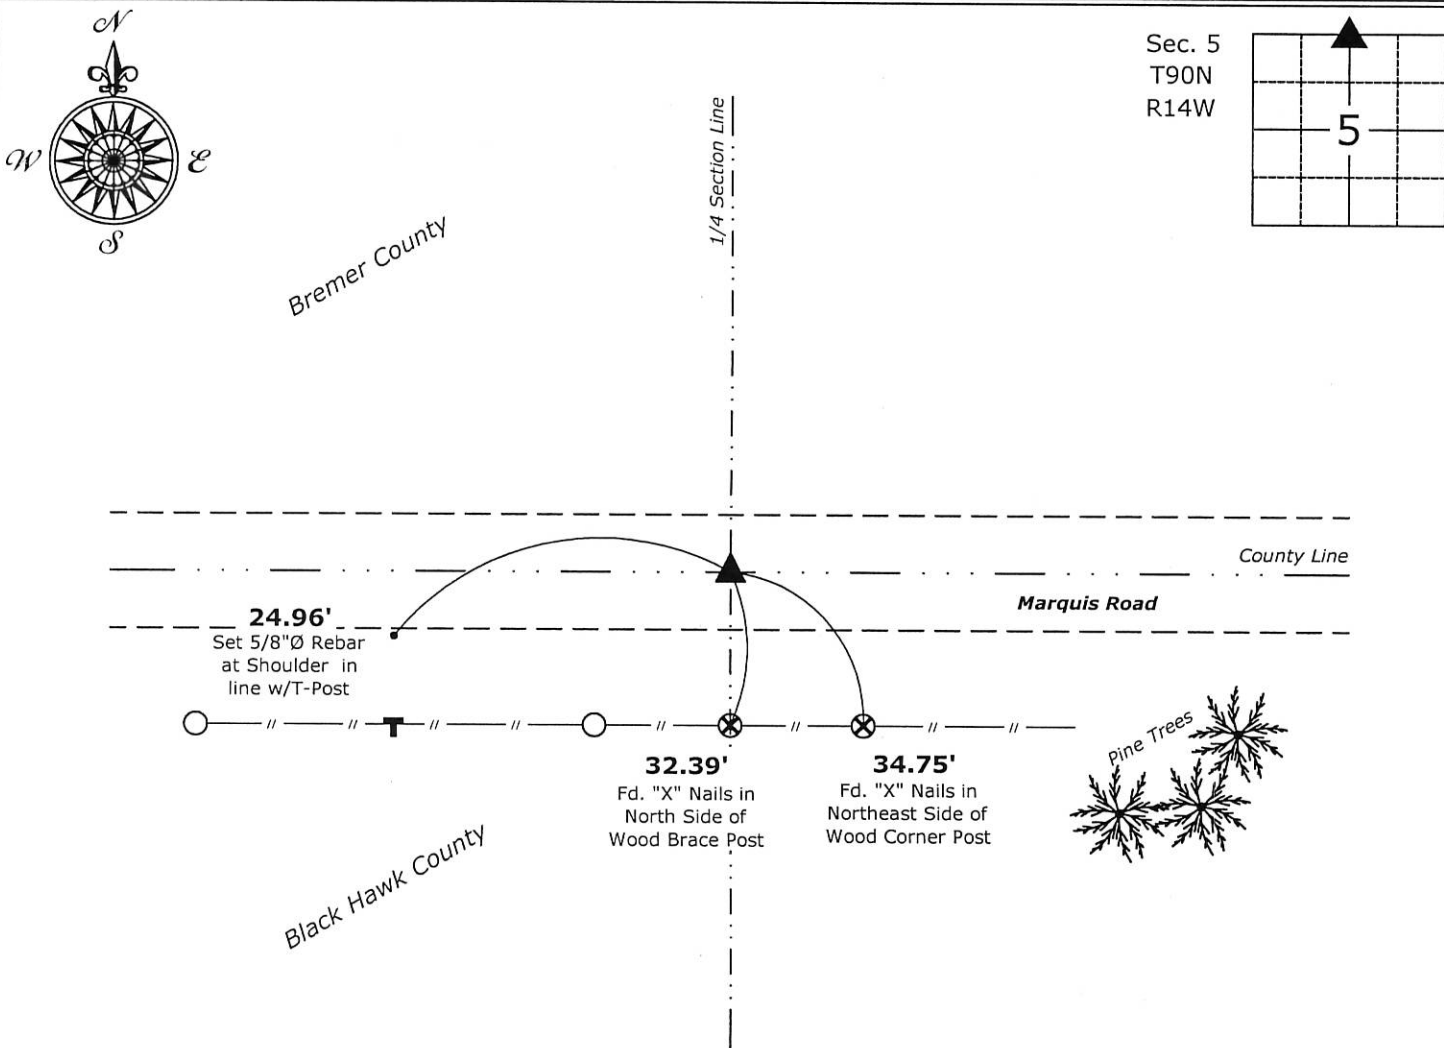 N
W
E
S
Sec. 5
T90N
R14W
5
1/4 Section Line
Bremer County
County Line
Marquis Road
24.96'
Set 5/8"Ø Rebar
at Shoulder in
line w/T-Post
T
32.39'
Fd. "X" Nails in
North Side of
Wood Brace Post
34.75'
Fd. "X" Nails in
Northeast Side of
Wood Corner Post
Pine Trees
Black Hawk County